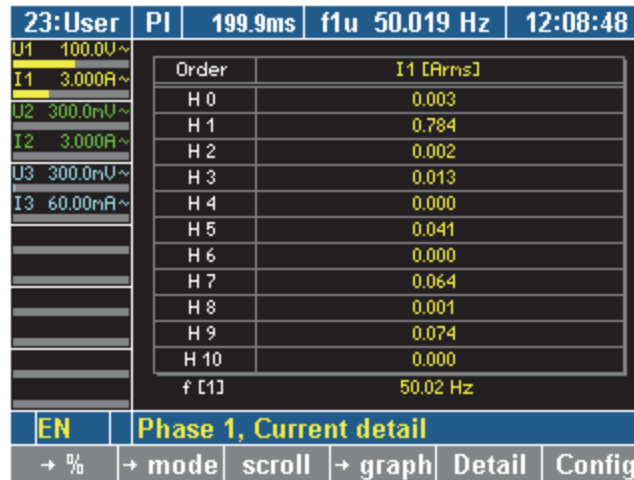 23:User PI 199.9ms f1u 50.019 Hz 12:08:48
U1 100.0V~
I1 3.000A~
U2 300.0mV~
I2 3.000A~
U3 300.0mV~
I3 60.00mA~
Order I1 [Arms]
H 0 0.003
H 1 0.784
H 2 0.002
H 3 0.013
H 4 0.000
H 5 0.041
H 6 0.000
H 7 0.064
H 8 0.001
H 9 0.074
H 10 0.000
f [1] 50.02 Hz
EN Phase 1, Current detail
→ % → mode scroll → graph Detail Config